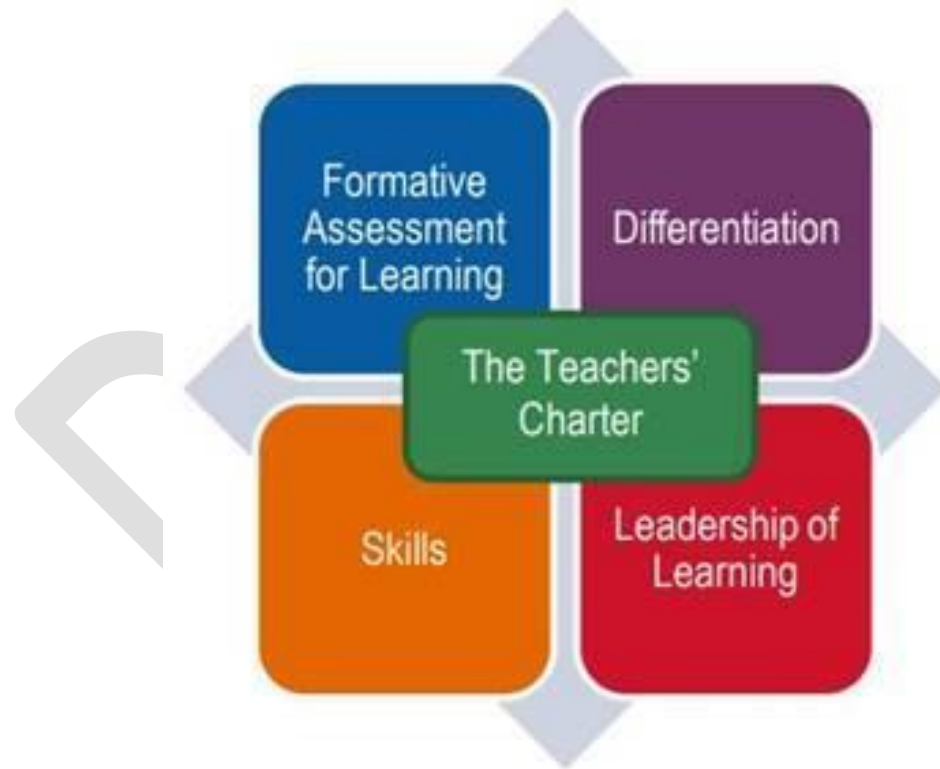 Formative
Assessment
for Learning
Differentiation
The Teachers’
Charter
Skills
Leadership of
Learning